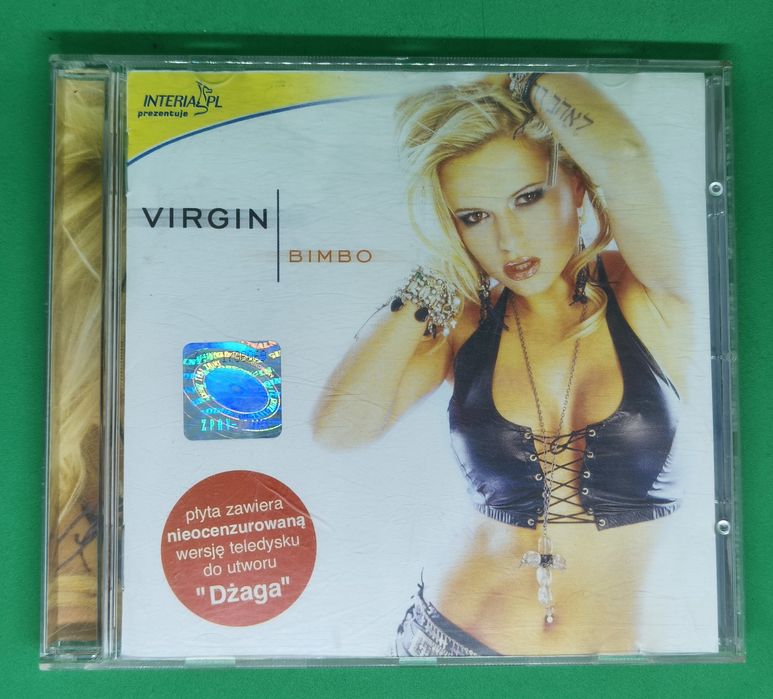 INTERIA.PL
prezentuje
VIRGIN
BIMBO
płyta zawiera
nieocenzurowaną
wersję teledysku
do utworu
"Dżaga"